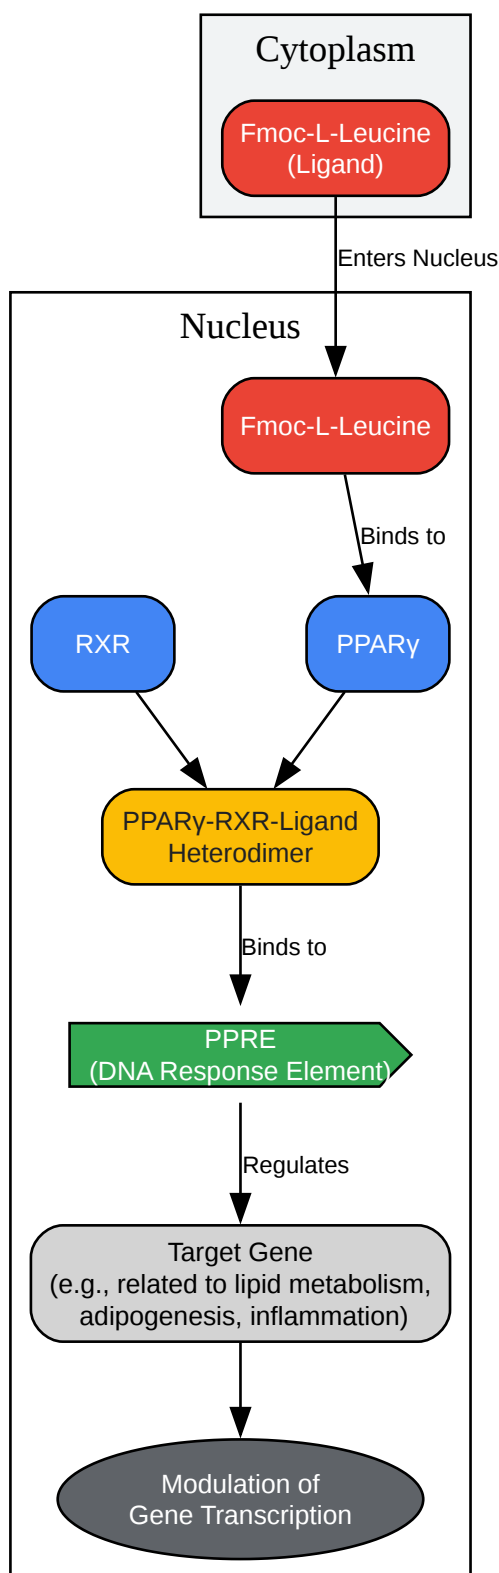 Cytoplasm
Fmoc-L-Leucine
(Ligand)
Enters Nucleus
Nucleus
Fmoc-L-Leucine
Binds to
RXR
PPARγ
PPARγ-RXR-Ligand
Heterodimer
Binds to
PPRE
(DNA Response Element)
Regulates
Target Gene
(e.g., related to lipid metabolism,
adipogenesis, inflammation)
Modulation of
Gene Transcription